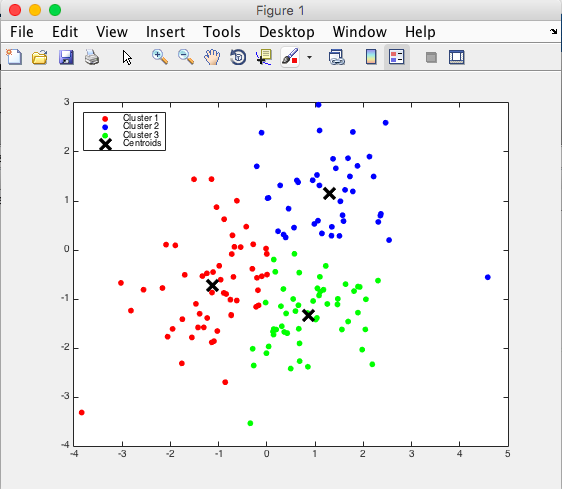 Figure 1
File Edit View Insert Tools Desktop Window Help
3
2
1
0
-1
-2
-3
-4
Cluster 1
Cluster 2
Cluster 3
Centroids
-4 -3 -2 -1 0 1 2 3 4 5